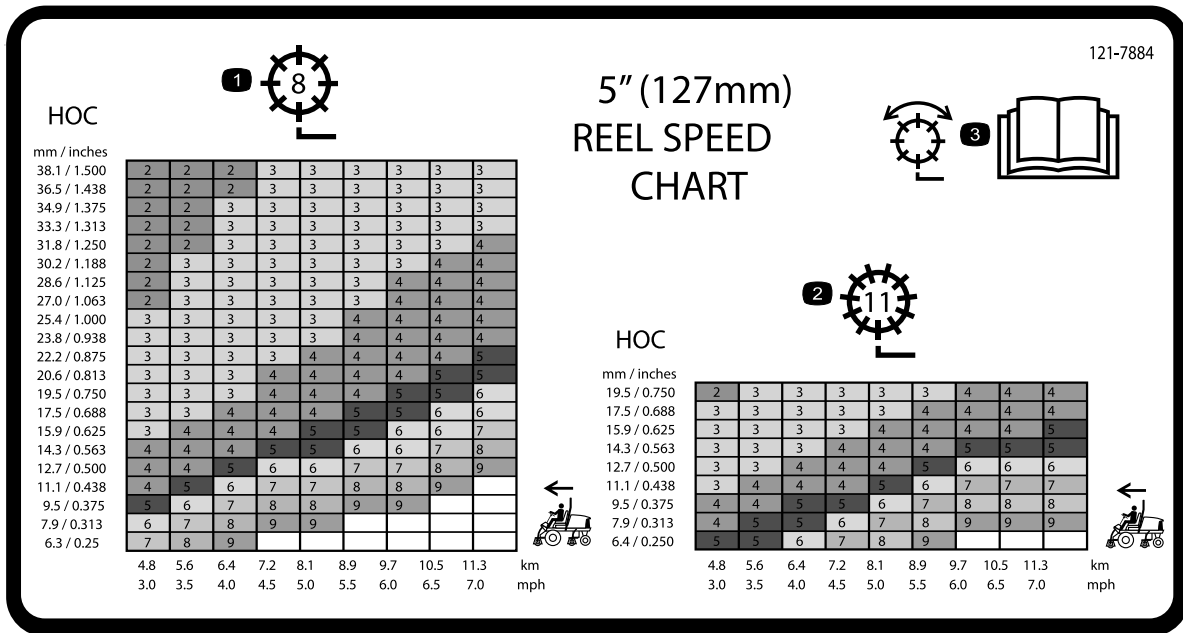 121-7884
5” (127mm)
REEL SPEED
CHART
1
8
3
HOC
mm / inches
38.1 / 1.500 2 2 2 3 3 3 3 3 3
36.5 / 1.438 2 2 2 3 3 3 3 3 3
34.9 / 1.375 2 2 3 3 3 3 3 3 3
33.3 / 1.313 2 2 3 3 3 3 3 3 3
31.8 / 1.250 2 2 3 3 3 3 3 3 4
30.2 / 1.188 2 3 3 3 3 3 3 4 4
28.6 / 1.125 2 3 3 3 3 3 4 4 4
27.0 / 1.063 2 3 3 3 3 3 4 4 4
25.4 / 1.000 3 3 3 3 3 4 4 4 4
23.8 / 0.938 3 3 3 3 3 4 4 4 4
22.2 / 0.875 3 3 3 3 4 4 4 4 5
20.6 / 0.813 3 3 3 4 4 4 4 5 5
19.5 / 0.750 3 3 3 4 4 4 5 5 6
17.5 / 0.688 3 3 4 4 4 5 5 6 6
15.9 / 0.625 3 4 4 4 5 5 6 6 7
14.3 / 0.563 4 4 4 5 5 6 6 7 8
12.7 / 0.500 4 4 5 6 6 7 7 8 9
11.1 / 0.438 4 5 6 7 7 8 8 9
9.5 / 0.375 5 6 7 8 8 9 9
7.9 / 0.313 6 7 8 9 9
6.3 / 0.25 7 8 9
4.8 5.6 6.4 7.2 8.1 8.9 9.7 10.5 11.3 km
3.0 3.5 4.0 4.5 5.0 5.5 6.0 6.5 7.0 mph
2
11
HOC
mm / inches
19.5 / 0.750 2 3 3 3 3 3 4 4 4
17.5 / 0.688 3 3 3 3 3 4 4 4 4
15.9 / 0.625 3 3 3 3 4 4 4 4 5
14.3 / 0.563 3 3 3 4 4 4 5 5 5
12.7 / 0.500 3 3 4 4 4 5 6 6 6
11.1 / 0.438 3 4 4 4 5 6 7 7 7
9.5 / 0.375 4 4 5 5 6 7 8 8 8
7.9 / 0.313 4 5 5 6 7 8 9 9 9
6.4 / 0.250 5 5 6 7 8 9
4.8 5.6 6.4 7.2 8.1 8.9 9.7 10.5 11.3 km
3.0 3.5 4.0 4.5 5.0 5.5 6.0 6.5 7.0 mph